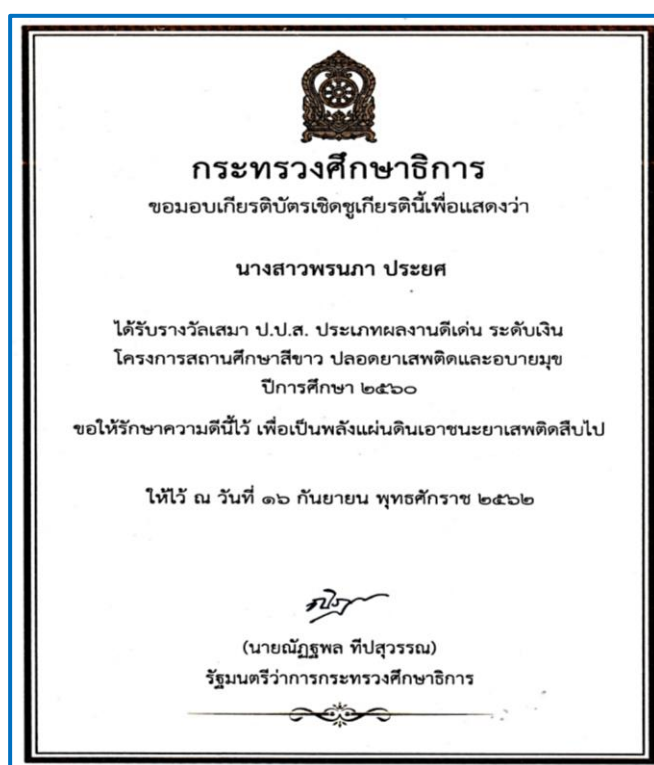 กระทรวงศึกษาธิการ
ขอมอบเกียรติบัตรเชิดชูเกียรตินี้เพื่อแสดงว่า
นางสาวพรนภา ประยศ
ได้รับรางวัลเสมา ป.ป.ส. ประเภทผลงานดีเด่น ระดับเงิน
โครงการสถานศึกษาสีขาว ปลอดยาเสพติดและอบายมุข
ปีการศึกษา ๒๕๖๐
ขอให้รักษาความดีนี้ไว้ เพื่อเป็นพลังแผ่นดินเอาชนะยาเสพติดสืบไป
ให้ไว้ ณ วันที่ ๑๖ กันยายน พุทธศักราช ๒๕๖๒
(นายณัฏฐพล ทีปสุวรรณ)
รัฐมนตรีว่าการกระทรวงศึกษาธิการ